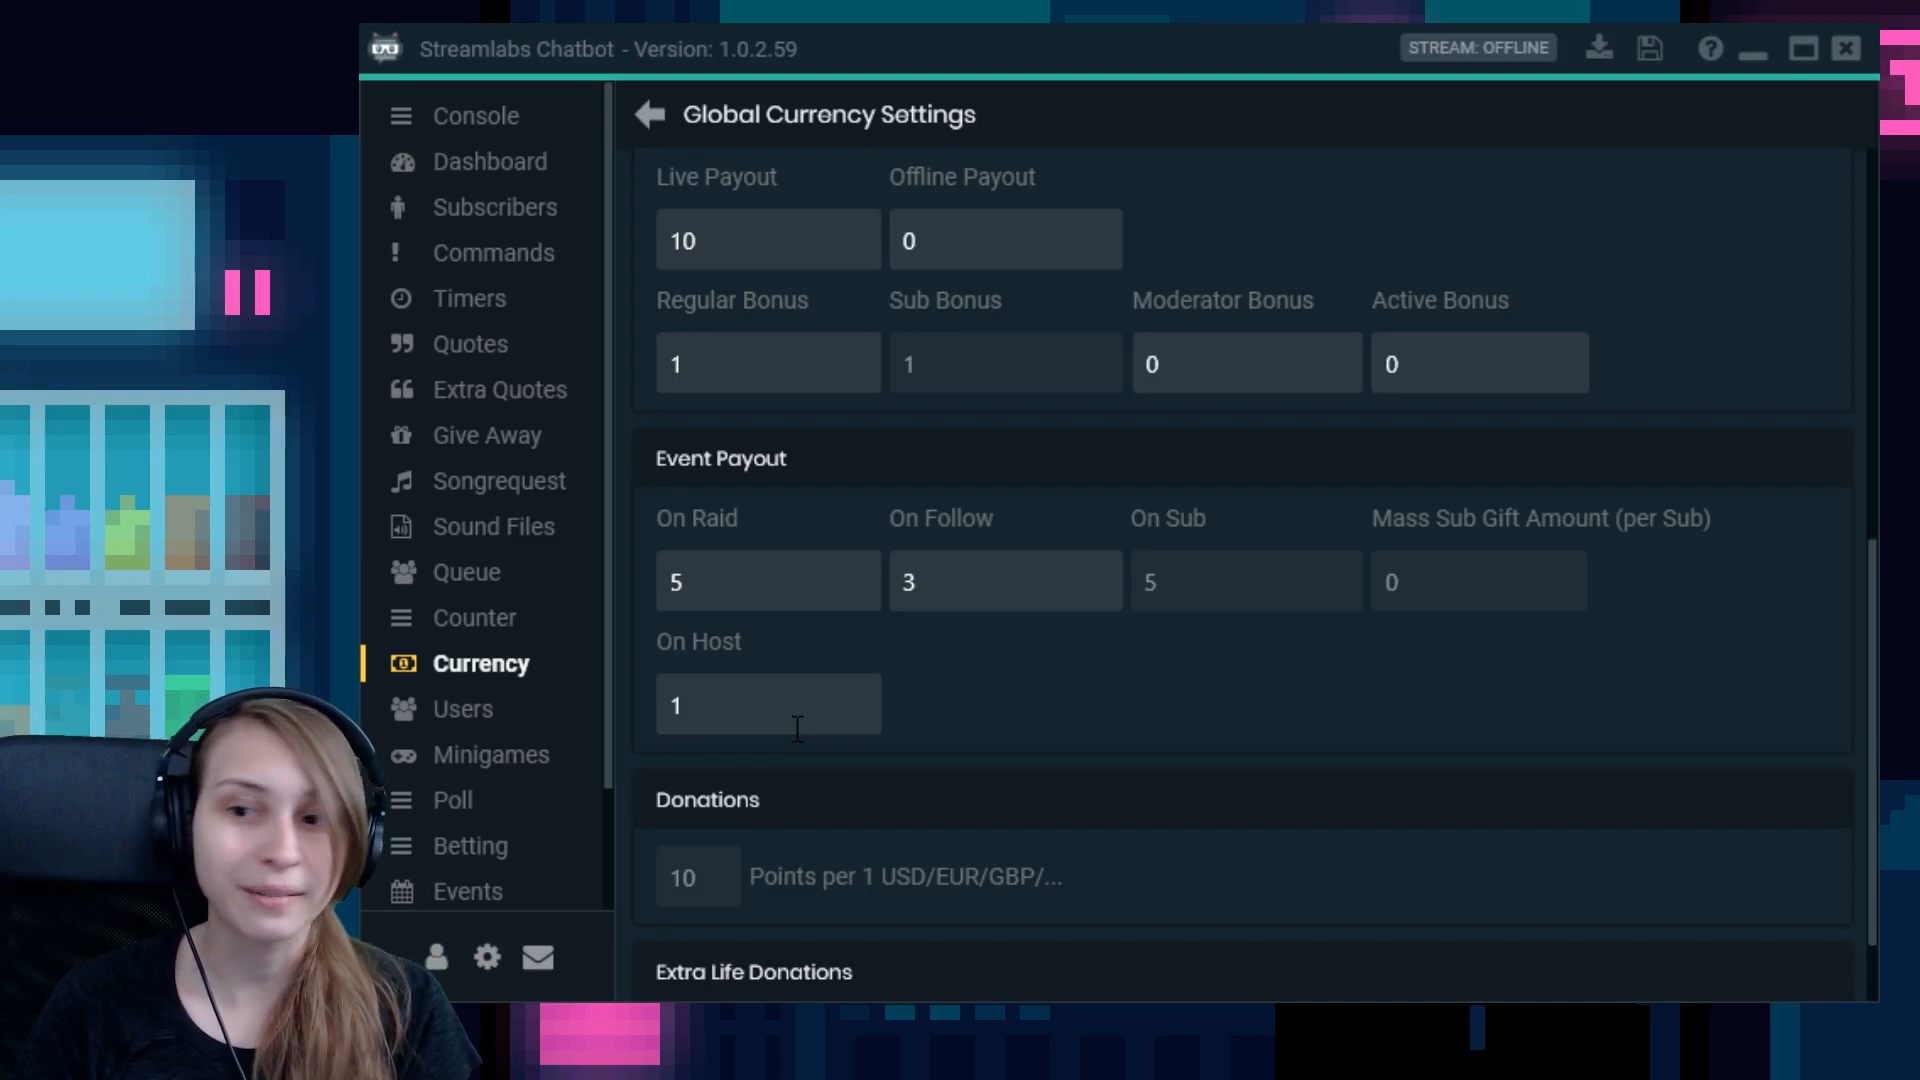 Streamlabs Chatbot - Version: 1.0.2.59
STREAM: OFFLINE
Console
Dashboard
Subscribers
Commands
Timers
Quotes
Extra Quotes
Give Away
Songrequest
Sound Files
Queue
Counter
Currency
Users
Minigames
Poll
Betting
Events
Global Currency Settings
Live Payout Offline Payout
10 0
Regular Bonus Sub Bonus Moderator Bonus Active Bonus
1 1 0 0
Event Payout
On Raid On Follow On Sub Mass Sub Gift Amount (per Sub)
5 3 5 0
On Host
1
Donations
10 Points per 1 USD/EUR/GBP/...
Extra Life Donations